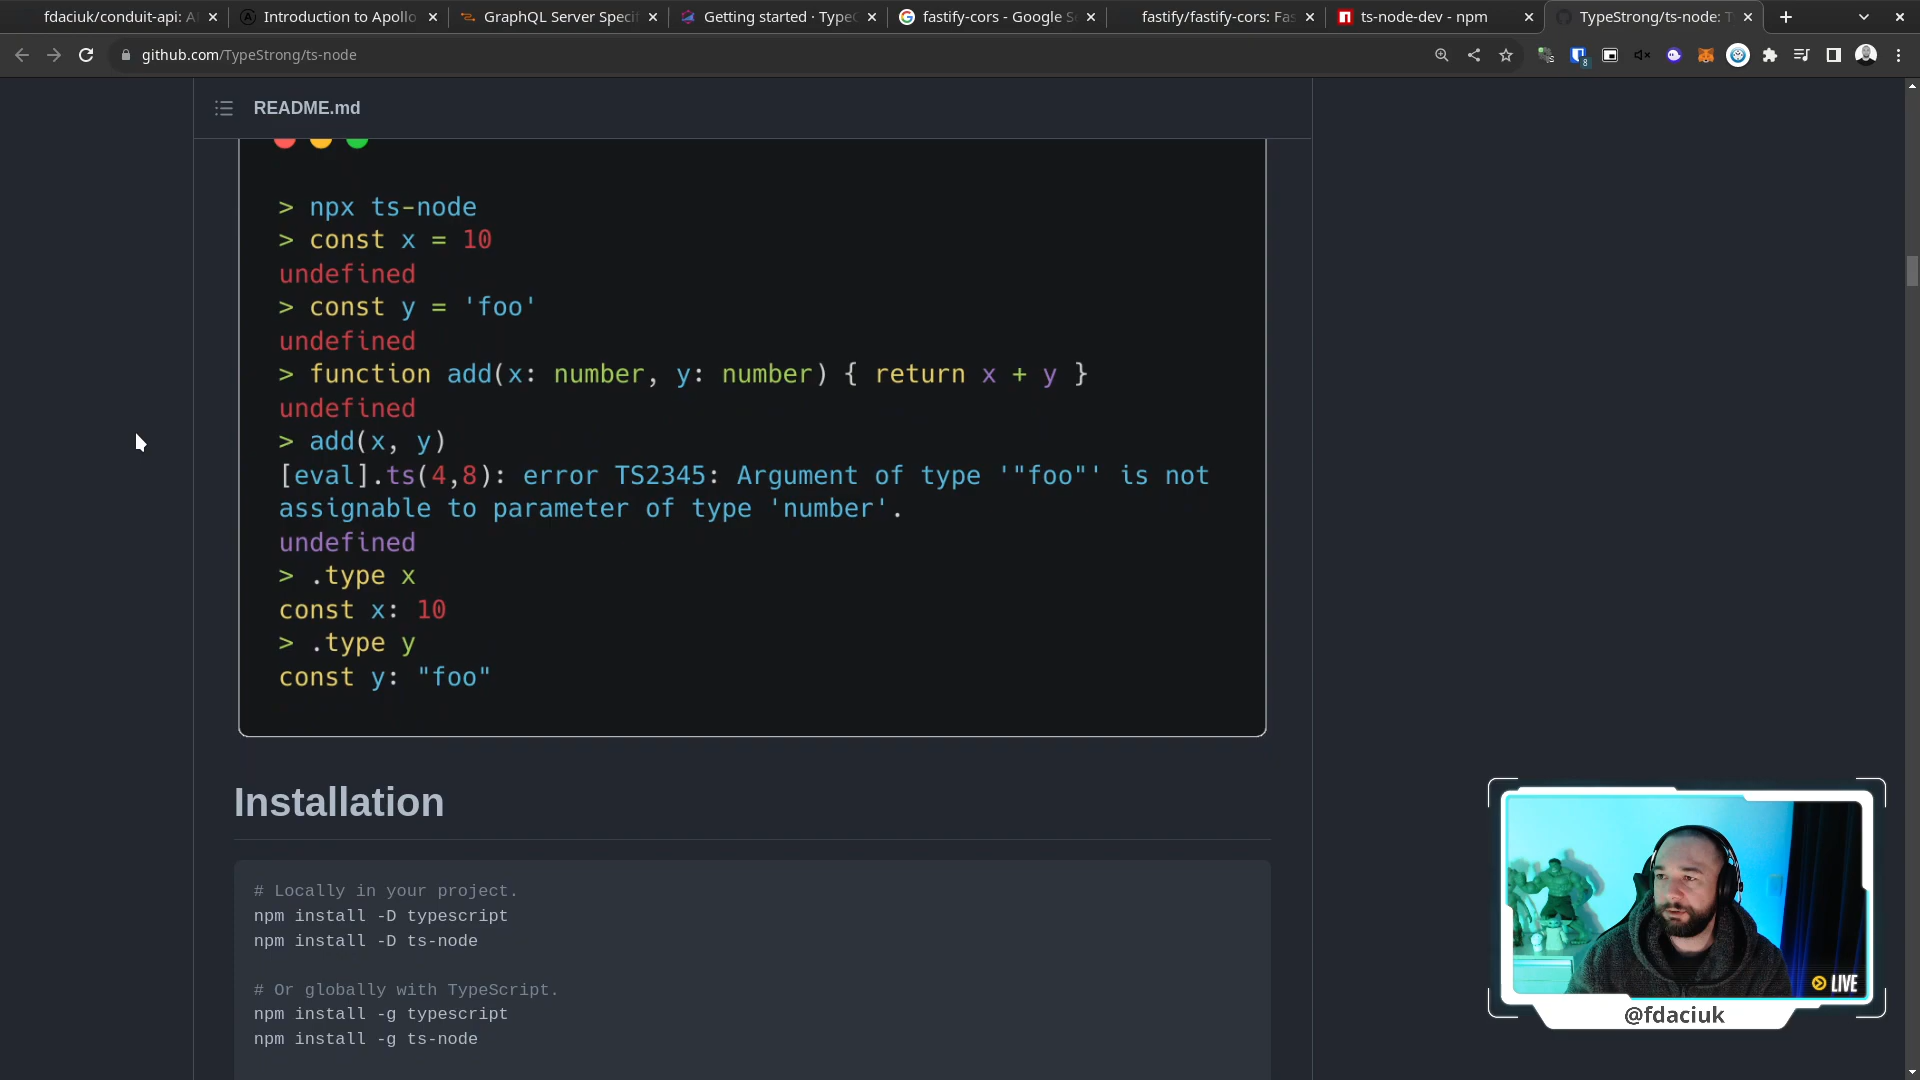 fdaciuk/conduit-api: A
Introduction to Apollo
GraphQL Server Specif
Getting started · TypeG
fastify-cors - Google Se
fastify/fastify-cors: Fas
ts-node-dev - npm
TypeStrong/ts-node: T
github.com/TypeStrong/ts-node
8
README.md
> npx ts-node
> const x = 10
undefined
> const y = 'foo'
undefined
> function add(x: number, y: number) { return x + y }
undefined
> add(x, y)
[eval].ts(4,8): error TS2345: Argument of type '"foo"' is not
assignable to parameter of type 'number'.
undefined
> .type x
const x: 10
> .type y
const y: "foo"
Installation
# Locally in your project.
npm install -D typescript
npm install -D ts-node
# Or globally with TypeScript.
npm install -g typescript
npm install -g ts-node
LIVE
@fdaciuk